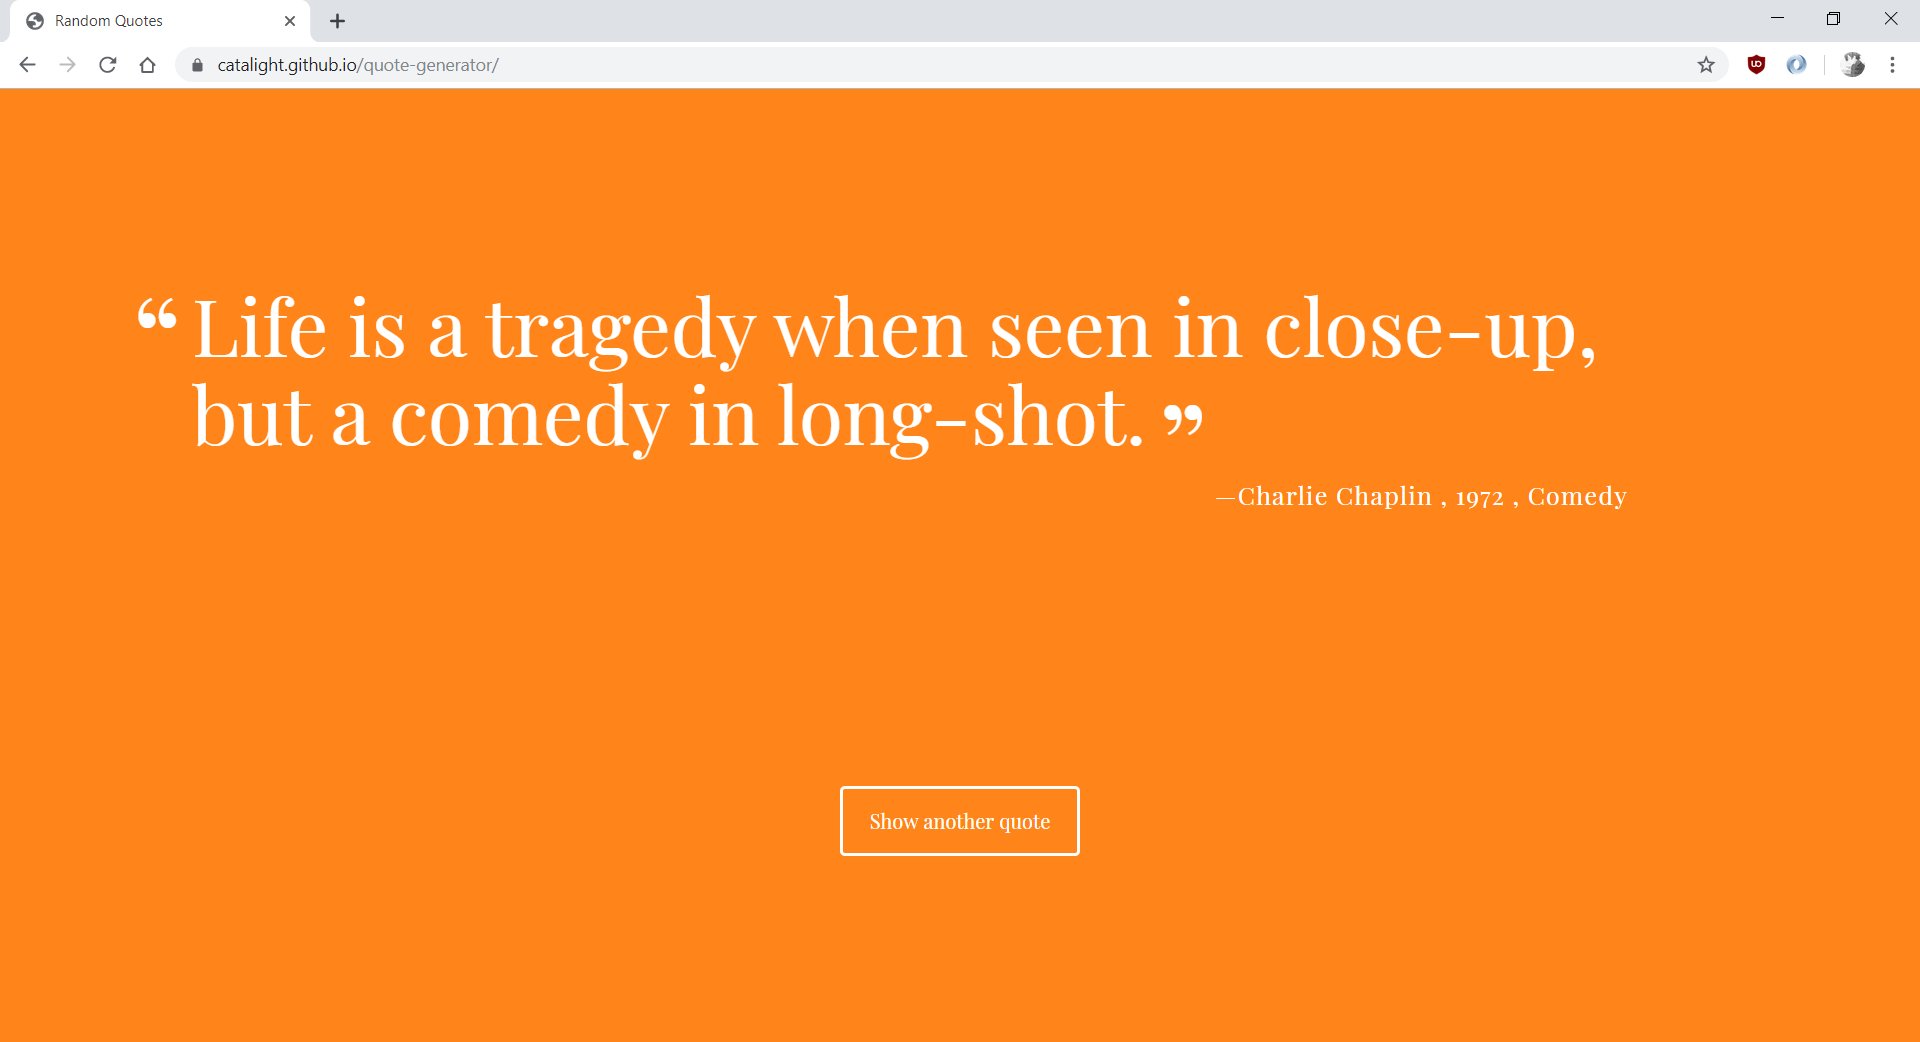 Random Quotes
catalight.github.io/quote-generator/
“ Life is a tragedy when seen in close-up,
but a comedy in long-shot. ”
—Charlie Chaplin , 1972 , Comedy
Show another quote